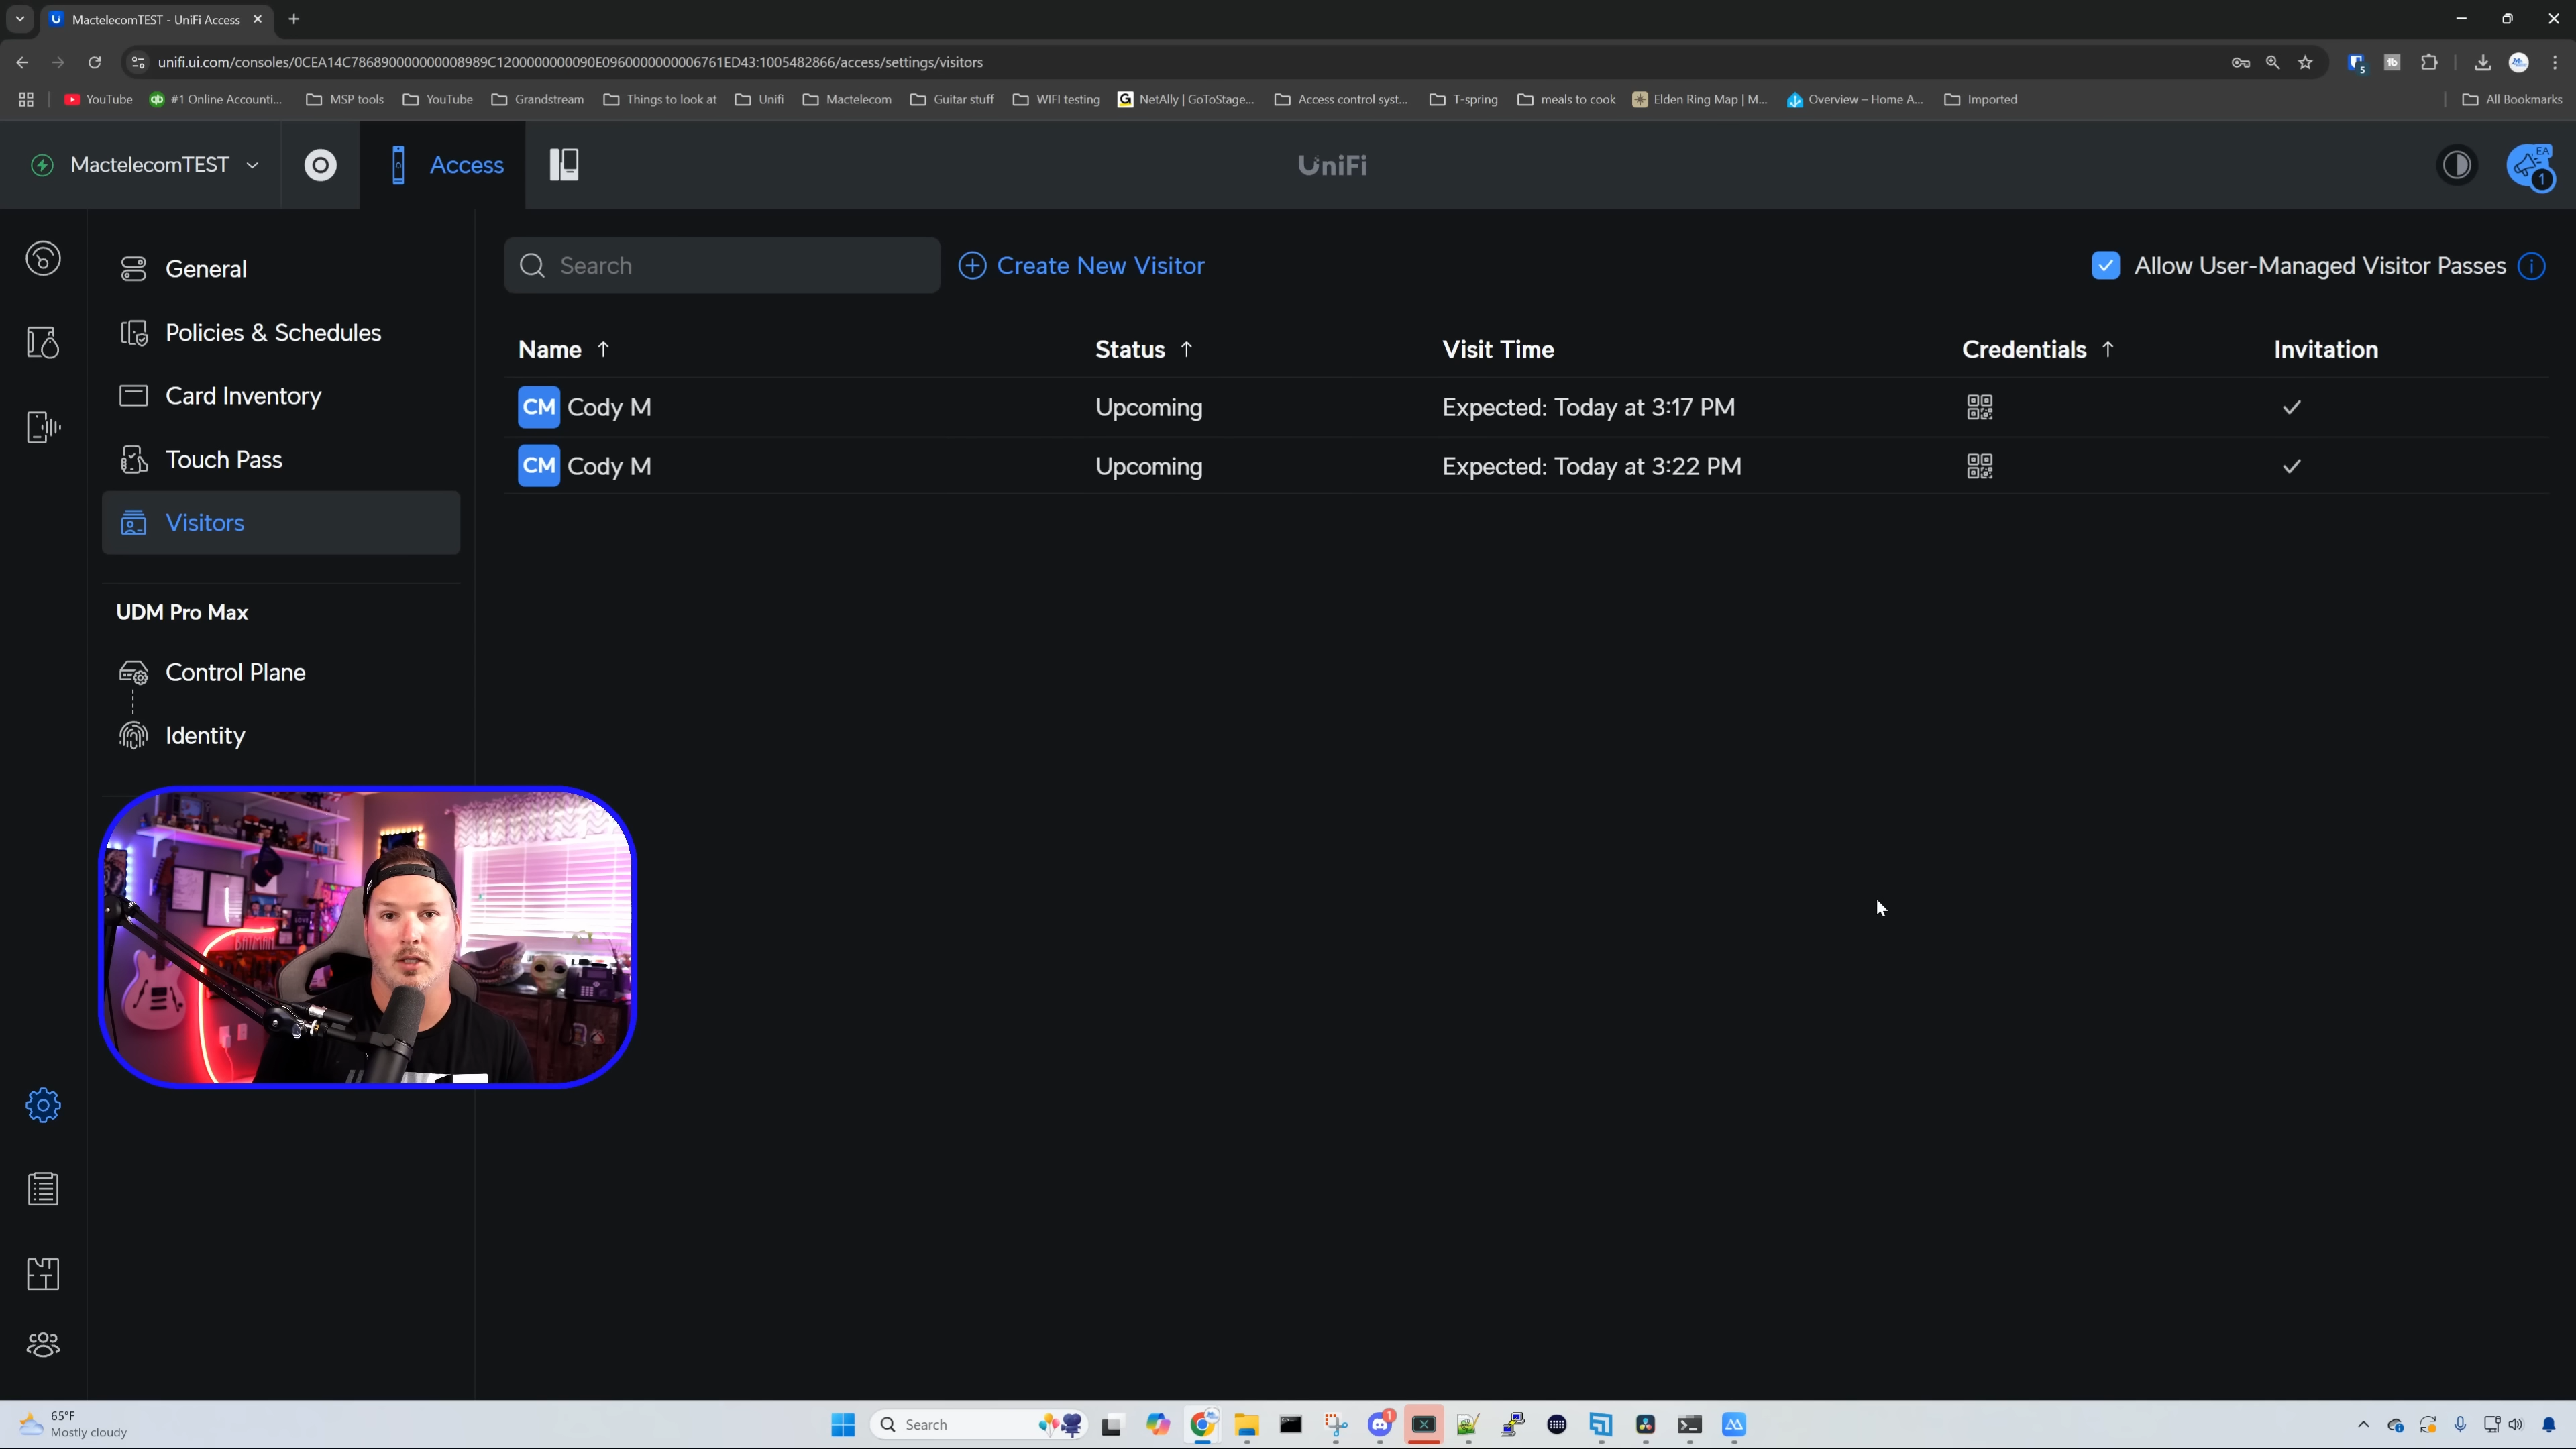 MactelecomTEST - UniFi Access
unifi.ui.com/consoles/0CEA14C786890000000008989C1200000000090E0960000000006761ED43:1005482866/access/settings/visitors
5
YouTube
#1 Online Accounti...
MSP tools
YouTube
Grandstream
Things to look at
Unifi
Mactelecom
Guitar stuff
WIFI testing
NetAlly | GoToStage...
Access control syst...
T-spring
meals to cook
Elden Ring Map | M...
Overview – Home A...
Imported
All Bookmarks
MactelecomTEST
Access
UniFi
EA
1
General
Policies & Schedules
Card Inventory
Touch Pass
Visitors
UDM Pro Max
Control Plane
Identity
Search
Create New Visitor
Allow User-Managed Visitor Passes
Name Status Visit Time Credentials Invitation
CM Cody M Upcoming Expected: Today at 3:17 PM
CM Cody M Upcoming Expected: Today at 3:22 PM
65°F
Mostly cloudy
Search
1